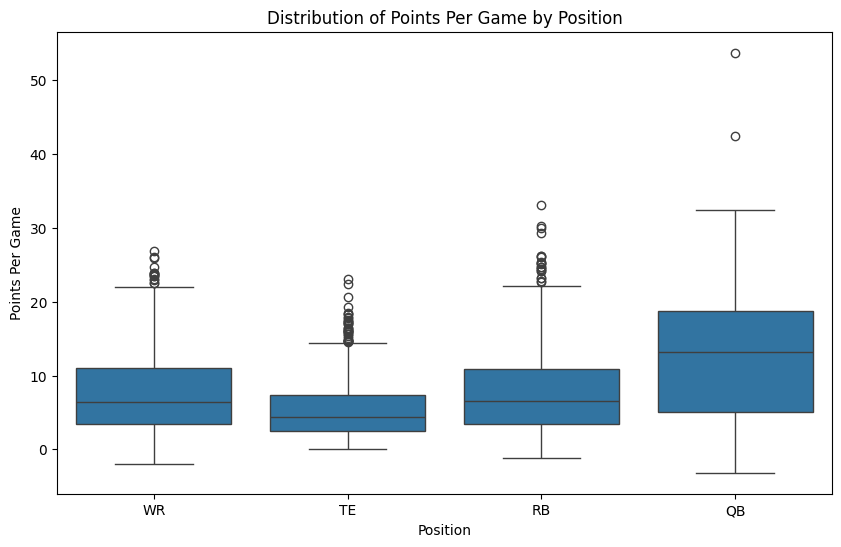 Distribution of Points Per Game by Position
Points Per Game
50
40
30
20
10
0
WR TE RB QB
Position